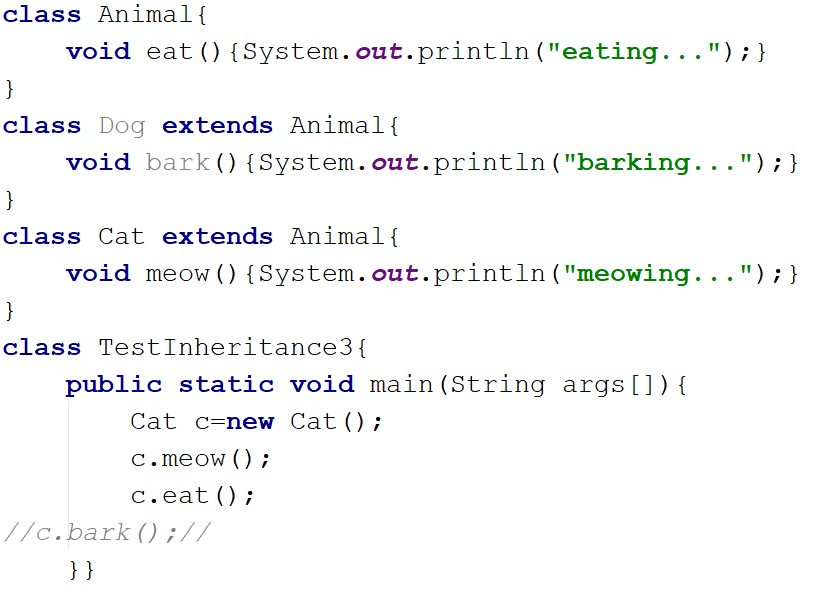 class Animal{
    void eat(){System.out.println("eating...");}
}
class Dog extends Animal{
    void bark(){System.out.println("barking...");}
}
class Cat extends Animal{
    void meow(){System.out.println("meowing...");}
}
class TestInheritance3{
    public static void main(String args[]){
        Cat c=new Cat();
        c.meow();
        c.eat();
//c.bark();//
    }}